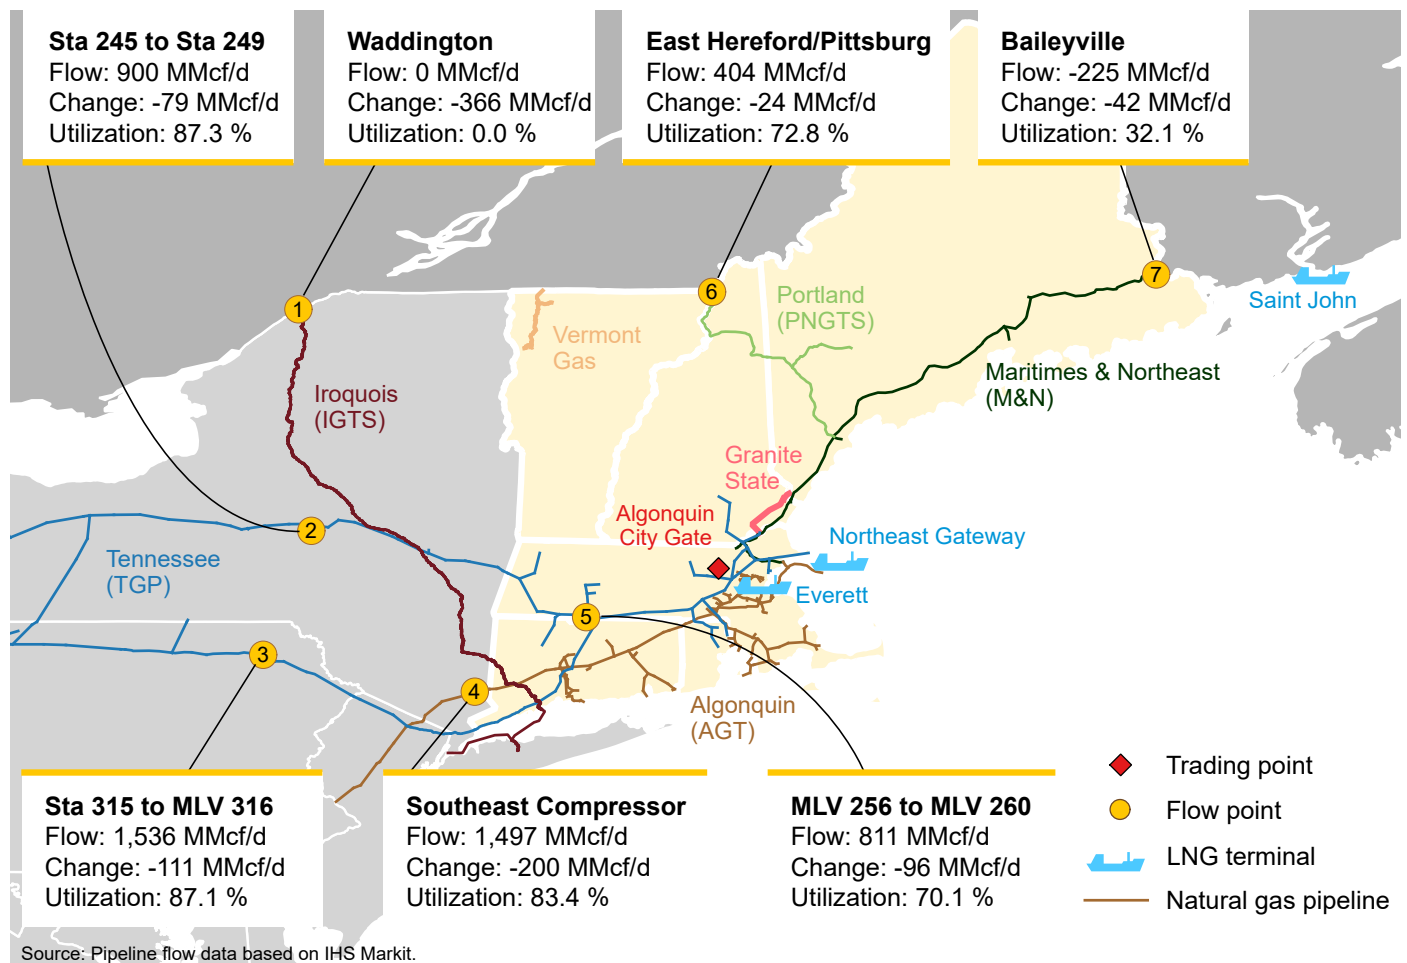 Sta 245 to Sta 249
Flow: 900 MMcf/d
Change: -79 MMcf/d
Utilization: 87.3 %
Waddington
Flow: 0 MMcf/d
Change: -366 MMcf/d
Utilization: 0.0 %
East Hereford/Pittsburg
Flow: 404 MMcf/d
Change: -24 MMcf/d
Utilization: 72.8 %
Baileyville
Flow: -225 MMcf/d
Change: -42 MMcf/d
Utilization: 32.1 %
7
Saint John
6
1
Portland
(PNGTS)
Vermont
Gas
Maritimes & Northeast
(M&N)
Iroquois
(IGTS)
Granite
State
Algonquin
City Gate
2
Northeast Gateway
Tennessee
(TGP)
Everett
5
3
4
Algonquin
(AGT)
Sta 315 to MLV 316
Flow: 1,536 MMcf/d
Change: -111 MMcf/d
Utilization: 87.1 %
Southeast Compressor
Flow: 1,497 MMcf/d
Change: -200 MMcf/d
Utilization: 83.4 %
MLV 256 to MLV 260
Flow: 811 MMcf/d
Change: -96 MMcf/d
Utilization: 70.1 %
Trading point
Flow point
LNG terminal
Natural gas pipeline
Source: Pipeline flow data based on IHS Markit.